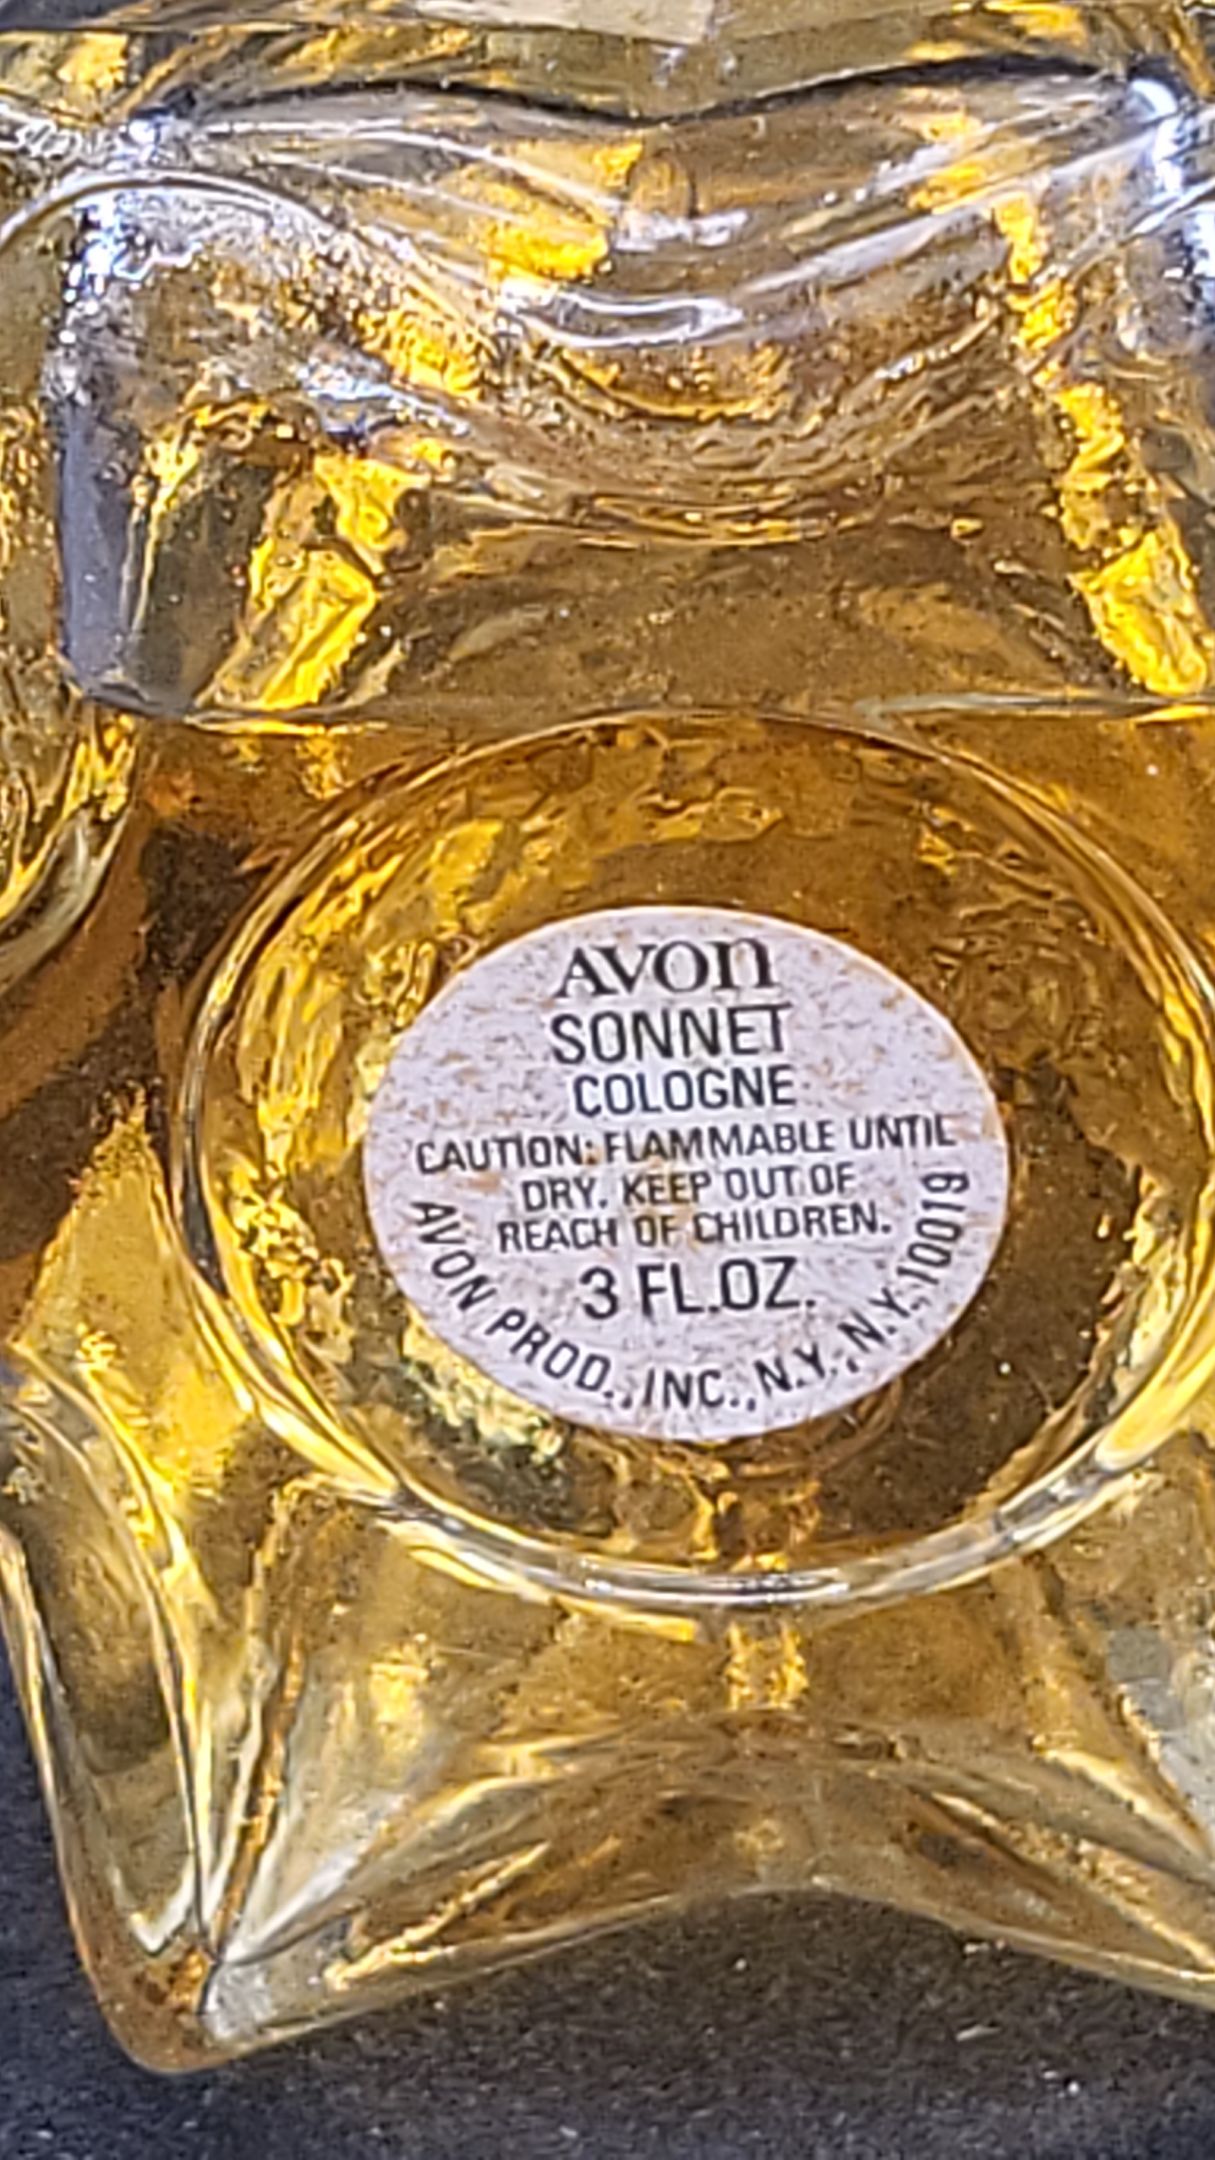 AVON
SONNET
COLOGNE
CAUTION: FLAMMABLE UNTIL
DRY. KEEP OUT OF
REACH OF CHILDREN.
3 FL.OZ.
AVON PROD., INC., N.Y., N.Y. 10019